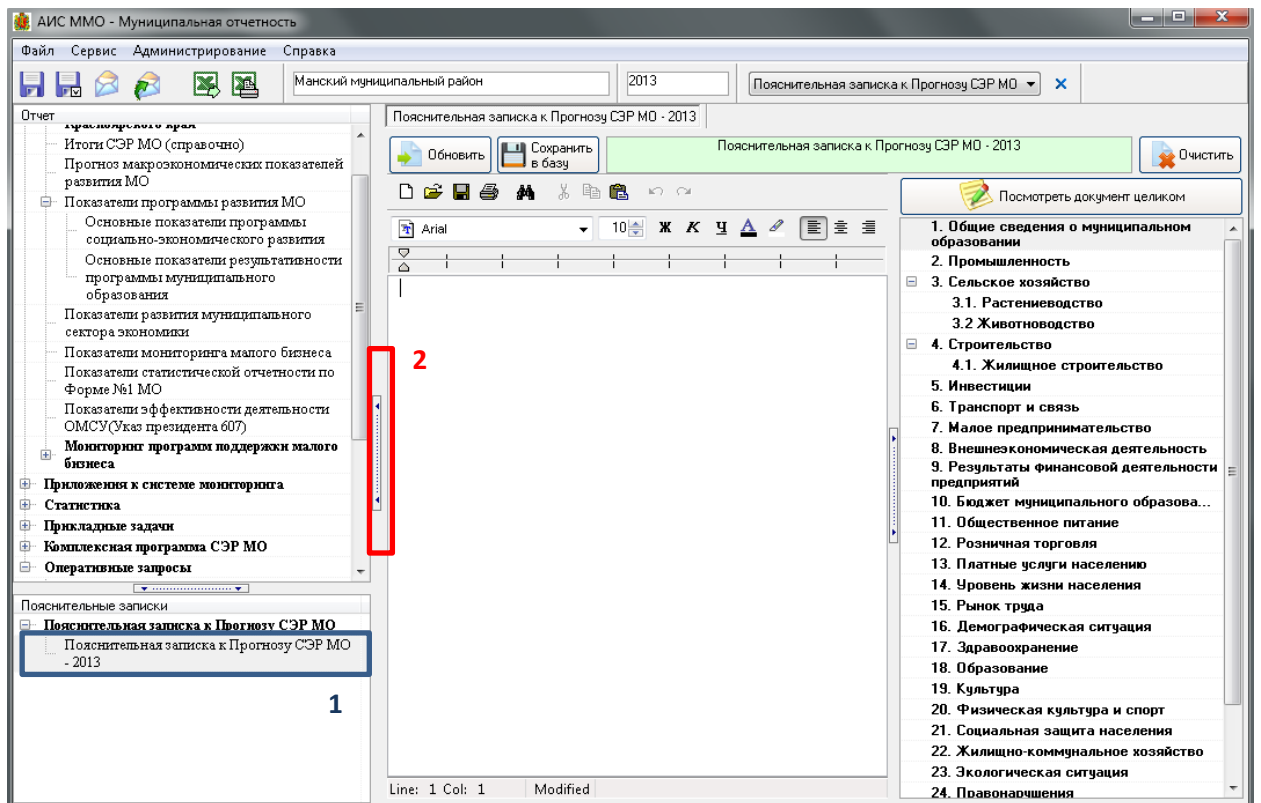 АИС ММО - Муниципальная отчетность
Файл Сервис Администрирование Справка
Манский муниципальный район
2013
Пояснительная записка к Прогнозу СЭР МО
Отчет
Красноярского края
Итоги СЭР МО (справочно)
Прогноз макроэкономических показателей
развития МО
Показатели программы развития МО
Основные показатели программы
социально-экономического развития
Основные показатели результативности
программы муниципального
образования
Показатели развития муниципального
сектора экономики
Показатели мониторинга малого бизнеса
Показатели статистической отчетности по
Форме №1 МО
Показатели эффективности деятельности
ОМСУ(Указ президента 607)
Мониторинг программ поддержки малого
бизнеса
Приложения к системе мониторинга
Статистика
Прикладные задачи
Комплексная программа СЭР МО
Оперативные запросы
Пояснительные записки
Пояснительная записка к Прогнозу СЭР МО
Пояснительная записка к Прогнозу СЭР МО
- 2013
1
2
Пояснительная записка к Прогнозу СЭР МО - 2013
Обновить
Сохранить
в базу
Пояснительная записка к Прогнозу СЭР МО - 2013
Очистить
Arial
10
Ж К Ч
Line: 1 Col: 1
Modified
Посмотреть документ целиком
1. Общие сведения о муниципальном
образовании
2. Промышленность
3. Сельское хозяйство
3.1. Растениеводство
3.2 Животноводство
4. Строительство
4.1. Жилищное строительство
5. Инвестиции
6. Транспорт и связь
7. Малое предпринимательство
8. Внешнеэкономическая деятельность
9. Результаты финансовой деятельности
предприятий
10. Бюджет муниципального образова...
11. Общественное питание
12. Розничная торговля
13. Платные услуги населению
14. Уровень жизни населения
15. Рынок труда
16. Демографическая ситуация
17. Здравоохранение
18. Образование
19. Культура
20. Физическая культура и спорт
21. Социальная защита населения
22. Жилищно-коммунальное хозяйство
23. Экологическая ситуация
24. Правонарушения